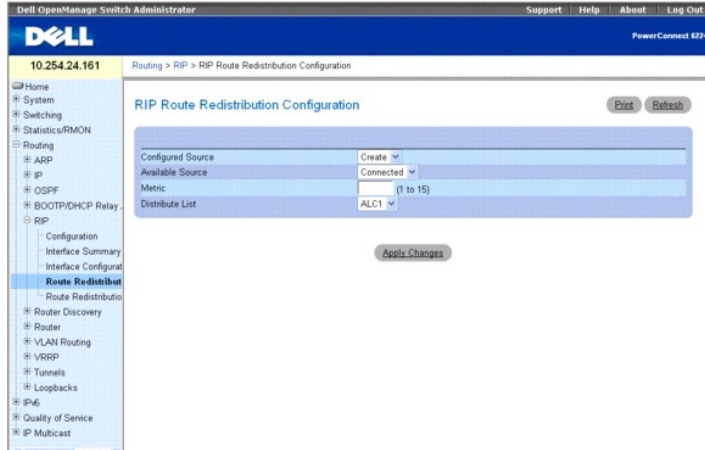 Dell OpenManage Switch Administrator
Support Help About Log Out
DELL
PowerConnect 622
10.254.24.161
Routing > RIP > RIP Route Redistribution Configuration
Home
System
Switching
Statistics/RMON
Routing
ARP
IP
OSPF
BOOTP/DHCP Relay
RIP
Configuration
Interface Summary
Interface Configurat
Route Redistribut
Route Redistributio
Router Discovery
Router
VLAN Routing
VRRP
Tunnels
Loopbacks
IPv6
Quality of Service
IP Multicast
RIP Route Redistribution Configuration
Print Refresh
Configured Source Create
Available Source Connected
Metric (1 to 15)
Distribute List ALC1
Apply Changes